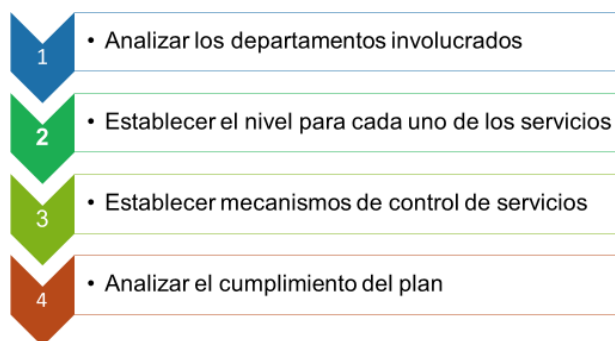 1 • Analizar los departamentos involucrados
2 • Establecer el nivel para cada uno de los servicios
3 • Establecer mecanismos de control de servicios
4 • Analizar el cumplimiento del plan